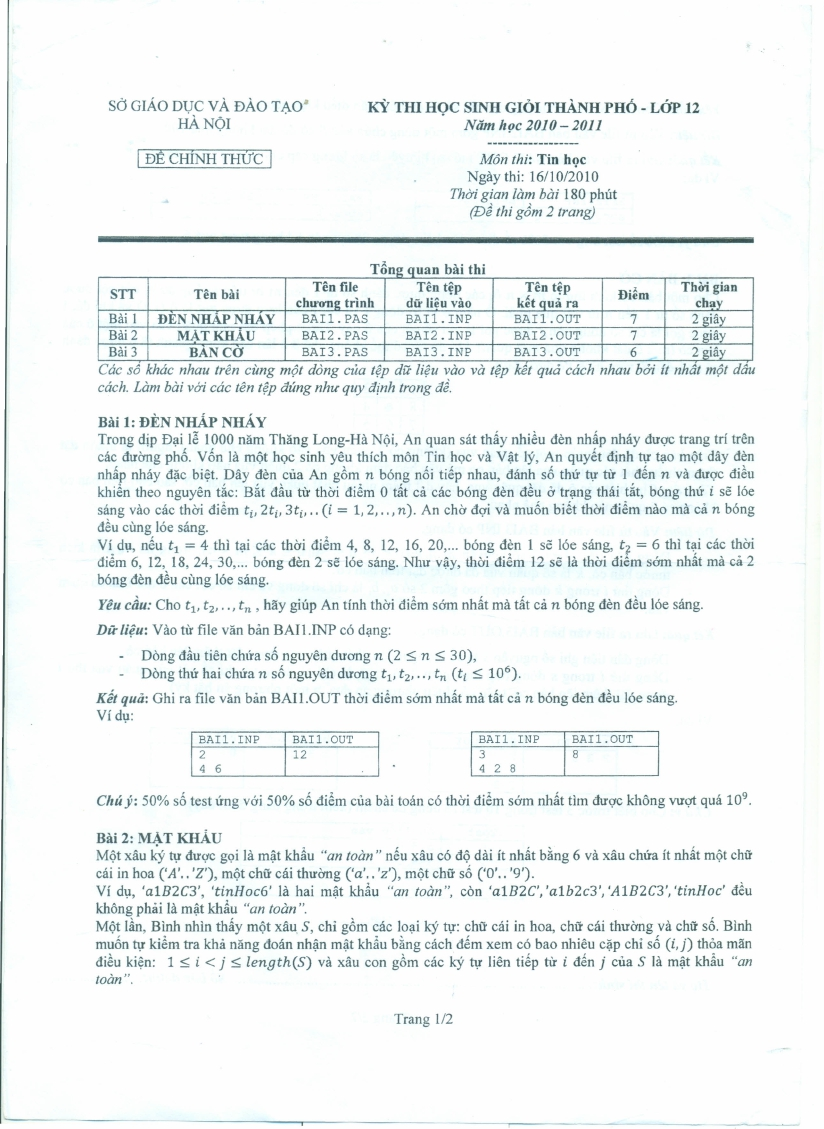 SỞ GIÁO DỤC VÀ ĐÀO TẠO
HÀ NỘI
ĐỀ CHÍNH THỨC
KỲ THI HỌC SINH GIỎI THÀNH PHỐ - LỚP 12
Năm học 2010 – 2011
------------------
Môn thi: Tin học
Ngày thi: 16/10/2010
Thời gian làm bài 180 phút
(Đề thi gồm 2 trang)
Tổng quan bài thi
STT | Tên bài | Tên file chương trình | Tên tệp dữ liệu vào | Tên tệp kết quả ra | Điểm | Thời gian chạy
Bài 1 | ĐÈN NHẤP NHÁY | BAI1.PAS | BAI1.INP | BAI1.OUT | 7 | 2 giây
Bài 2 | MẬT KHẨU | BAI2.PAS | BAI2.INP | BAI2.OUT | 7 | 2 giây
Bài 3 | BÀN CỜ | BAI3.PAS | BAI3.INP | BAI3.OUT | 6 | 2 giây
Các số khác nhau trên cùng một dòng của tệp dữ liệu vào và tệp kết quả cách nhau bởi ít nhất một dấu
cách. Làm bài với các tên tệp đúng như quy định trong đề.
Bài 1: ĐÈN NHẤP NHÁY
Trong dịp Đại lễ 1000 năm Thăng Long-Hà Nội, An quan sát thấy nhiều đèn nhấp nháy được trang trí trên
các đường phố. Vốn là một học sinh yêu thích môn Tin học và Vật lý, An quyết định tự tạo một dây đèn
nhấp nháy đặc biệt. Dây đèn của An gồm n bóng nối tiếp nhau, đánh số thứ tự từ 1 đến n và được điều
khiển theo nguyên tắc: Bắt đầu từ thời điểm 0 tất cả các bóng đèn đều ở trạng thái tắt, bóng thứ i sẽ lóe
sáng vào các thời điểm tᵢ, 2tᵢ, 3tᵢ, .. (i = 1, 2, .., n). An chờ đợi và muốn biết thời điểm nào mà cả n bóng
đều cùng lóe sáng.
Ví dụ, nếu t₁ = 4 thì tại các thời điểm 4, 8, 12, 16, 20,... bóng đèn 1 sẽ lóe sáng, t₂ = 6 thì tại các thời
điểm 6, 12, 18, 24, 30,... bóng đèn 2 sẽ lóe sáng. Như vậy, thời điểm 12 sẽ là thời điểm sớm nhất mà cả 2
bóng đèn đều cùng lóe sáng.
Yêu cầu: Cho t₁, t₂, .., tₙ , hãy giúp An tính thời điểm sớm nhất mà tất cả n bóng đèn đều lóe sáng.
Dữ liệu: Vào từ file văn bản BAI1.INP có dạng:
- Dòng đầu tiên chứa số nguyên dương n (2 ≤ n ≤ 30),
- Dòng thứ hai chứa n số nguyên dương t₁, t₂, .., tₙ (tᵢ ≤ 10⁶).
Kết quả: Ghi ra file văn bản BAI1.OUT thời điểm sớm nhất mà tất cả n bóng đèn đều lóe sáng.
Ví dụ:
BAI1.INP | BAI1.OUT
2 | 12
4 6
BAI1.INP | BAI1.OUT
3 | 8
4 2 8
Chú ý: 50% số test ứng với 50% số điểm của bài toán có thời điểm sớm nhất tìm được không vượt quá 10⁹.
Bài 2: MẬT KHẨU
Một xâu ký tự được gọi là mật khẩu “an toàn” nếu xâu có độ dài ít nhất bằng 6 và xâu chứa ít nhất một chữ
cái in hoa (‘A’..’Z’), một chữ cái thường (‘a’..’z’), một chữ số (‘0’..’9’).
Ví dụ, ‘a1B2C3’, ‘tinHoc6’ là hai mật khẩu “an toàn”, còn ‘a1B2C’, ’a1b2c3’, ’A1B2C3’, ’tinHoc’ đều
không phải là mật khẩu “an toàn”.
Một lần, Bình nhìn thấy một xâu S, chỉ gồm các loại ký tự: chữ cái in hoa, chữ cái thường và chữ số. Bình
muốn tự kiểm tra khả năng đoán nhận mật khẩu bằng cách đếm xem có bao nhiêu cặp chỉ số (i, j) thỏa mãn
điều kiện: 1 ≤ i < j ≤ length(S) và xâu con gồm các ký tự liên tiếp từ i đến j của S là mật khẩu “an
toàn”.
Trang 1/2